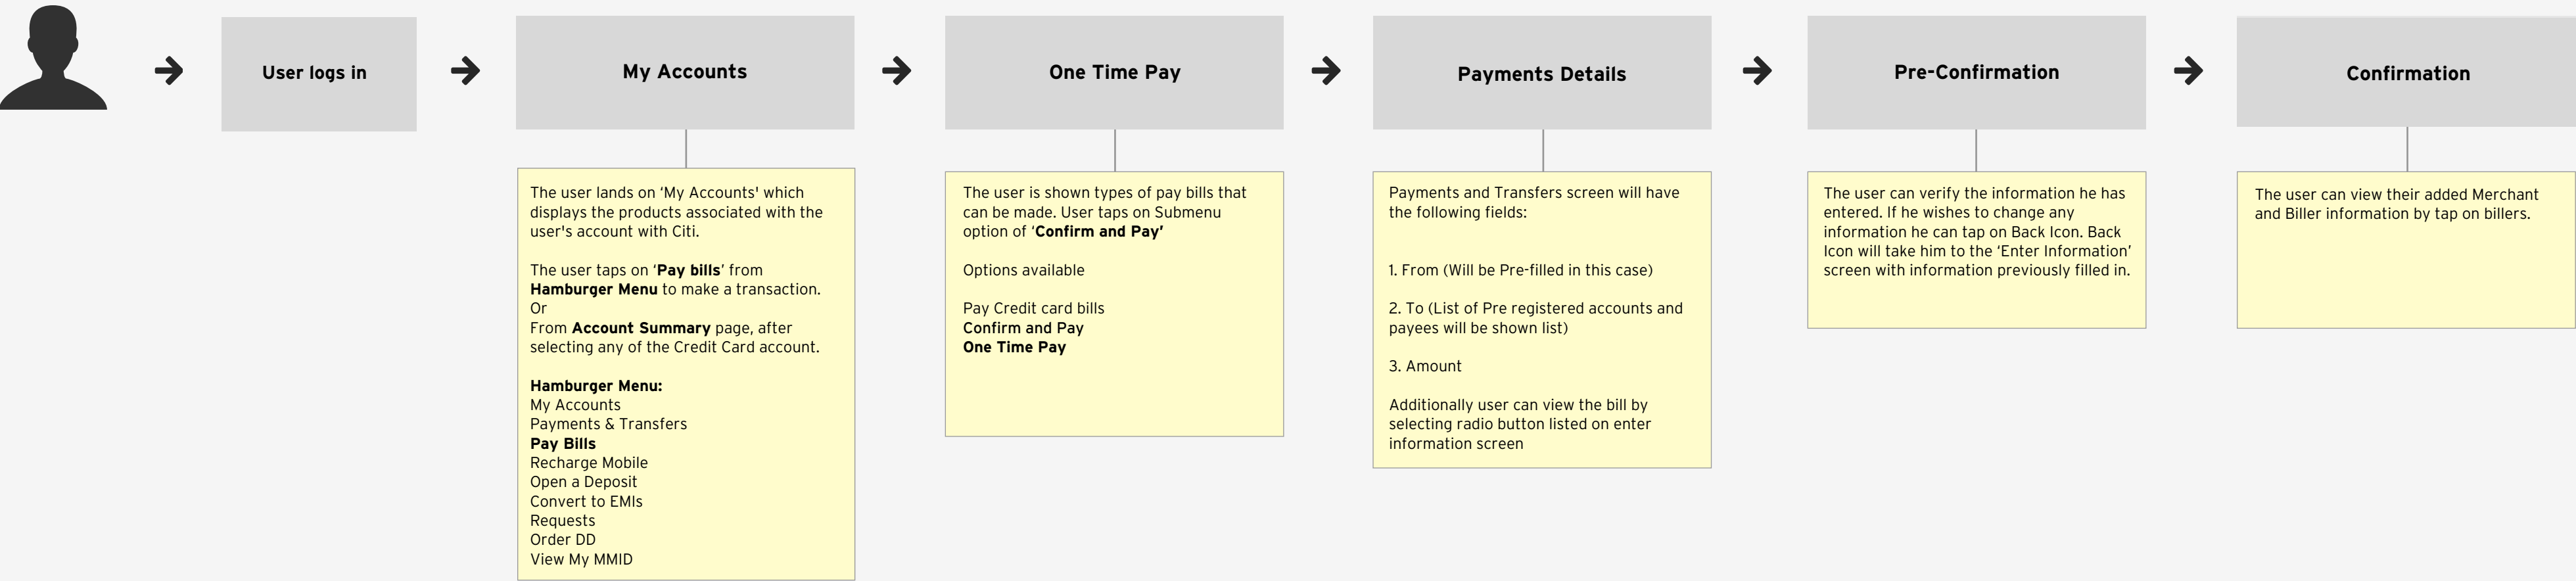 User logs in
My Accounts
One Time Pay
Payments Details
Pre-Confirmation
Confirmation
The user lands on ‘My Accounts' which
displays the products associated with the
user's account with Citi.
The user taps on ‘Pay bills’ from
Hamburger Menu to make a transaction.
Or
From Account Summary page, after
selecting any of the Credit Card account.
Hamburger Menu:
My Accounts
Payments & Transfers
Pay Bills
Recharge Mobile
Open a Deposit
Convert to EMIs
Requests
Order DD
View My MMID
The user is shown types of pay bills that
can be made. User taps on Submenu
option of ‘Confirm and Pay’
Options available
Pay Credit card bills
Confirm and Pay
One Time Pay
Payments and Transfers screen will have
the following fields:
1. From (Will be Pre-filled in this case)
2. To (List of Pre registered accounts and
payees will be shown list)
3. Amount
Additionally user can view the bill by
selecting radio button listed on enter
information screen
The user can verify the information he has
entered. If he wishes to change any
information he can tap on Back Icon. Back
Icon will take him to the ‘Enter Information’
screen with information previously filled in.
The user can view their added Merchant
and Biller information by tap on billers.